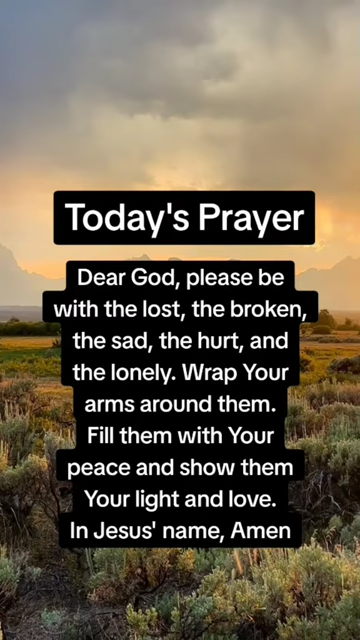 Today's Prayer
Dear God, please be
with the lost, the broken,
the sad, the hurt, and
the lonely. Wrap Your
arms around them.
Fill them with Your
peace and show them
Your light and love.
In Jesus' name, Amen